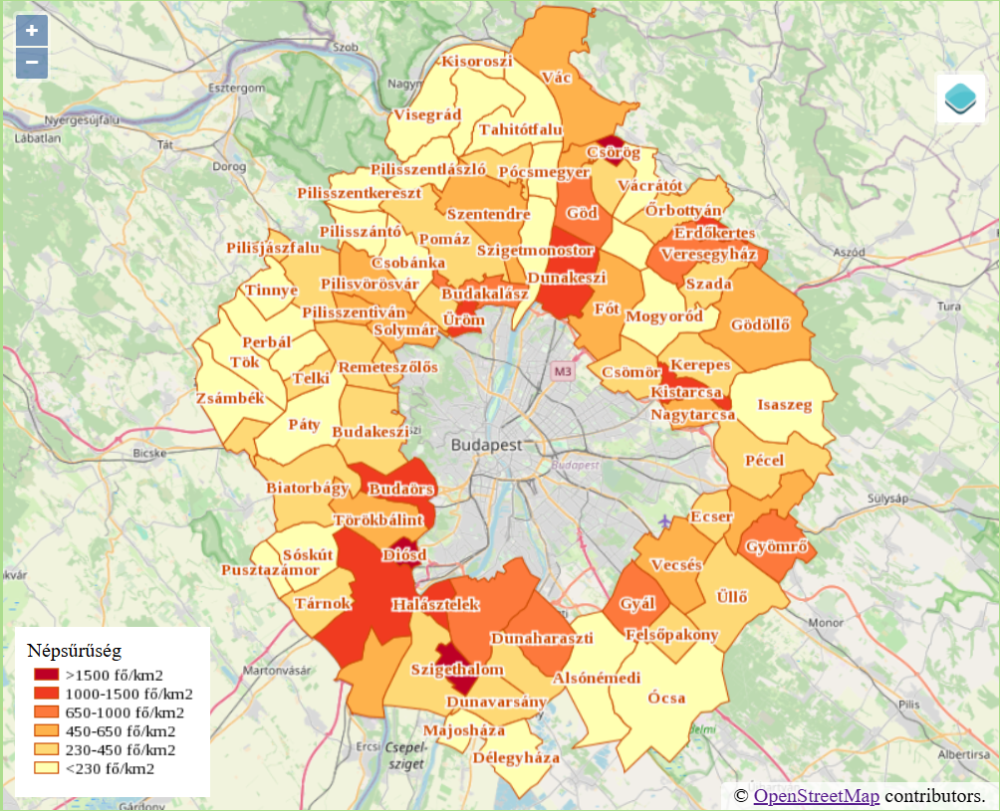 +
−
Szob
Esztergom
Nyergesújfalu
Lábatlan
Tát
Dorog
Kisoroszi
Vác
Visegrád
Tahitótfalu
Csörög
Pilisszentlászló
Pócsmegyer
Vácrátót
Pilisszentkereszt
Szentendre
Göd
Őrbottyán
Pilisszántó
Pomáz
Erdőkertes
Pilisjászfalu
Szigetmonostor
Veresegyház
Aszód
Csobánka
Dunakeszi
Szada
Tinnye
Pilisvörösvár
Budakalász
Pilisszentiván
Üröm
Fót
Mogyoród
Gödöllő
Tura
Solymár
Perbál
Tök
Telki
Remeteszőlős
M3
Csömör
Kerepes
Zsámbék
Kistarcsa
Nagytarcsa
Isaszeg
Páty
Budakeszi
Budapest
Bicske
Budapest
Pécel
Biatorbágy
Budaörs
Sülysáp
Törökbálint
Ecser
Gyömrő
Sóskút
Diósd
Vecsés
Pusztazámor
Tárnok
Halásztelek
Gyál
Üllő
Monor
Dunaharaszti
Felsőpakony
Martonvásár
Szigethalom
Alsónémedi
Ócsa
Dunavarsány
Pilis
Majosháza
Ercsi
Csepel-
sziget
Délegyháza
Albertirsa
Gárdony
Népsűrűség
>1500 fő/km2
1000-1500 fő/km2
650-1000 fő/km2
450-650 fő/km2
230-450 fő/km2
<230 fő/km2
© OpenStreetMap contributors.